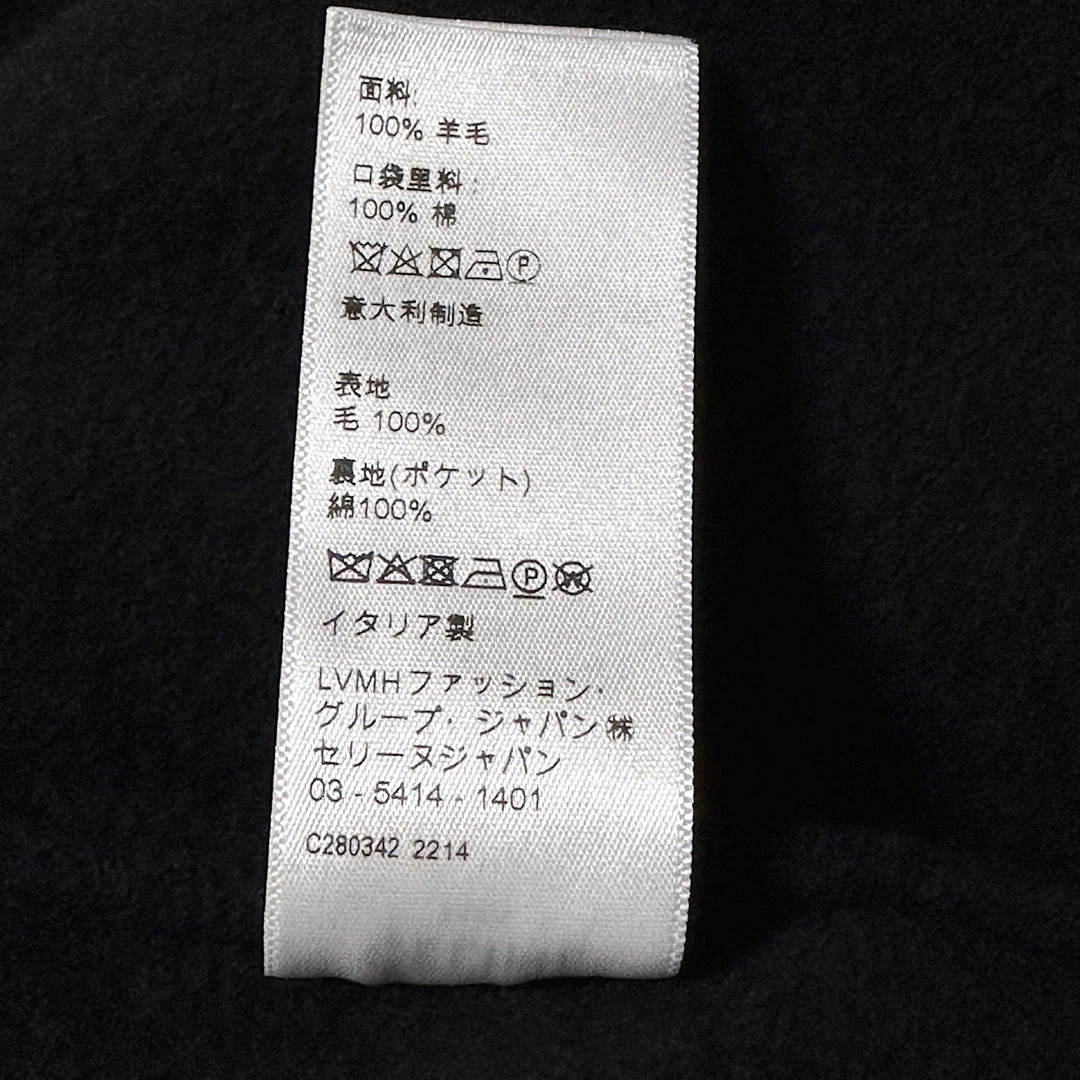 面料:
100% 羊毛
口袋里料:
100% 棉
P
意大利制造
表地
毛 100%
裏地(ポケット)
綿100%
P W
イタリア製
LVMHファッション・
グループ・ジャパン㈱
セリーヌジャパン
03 - 5414 - 1401
C280342 2214